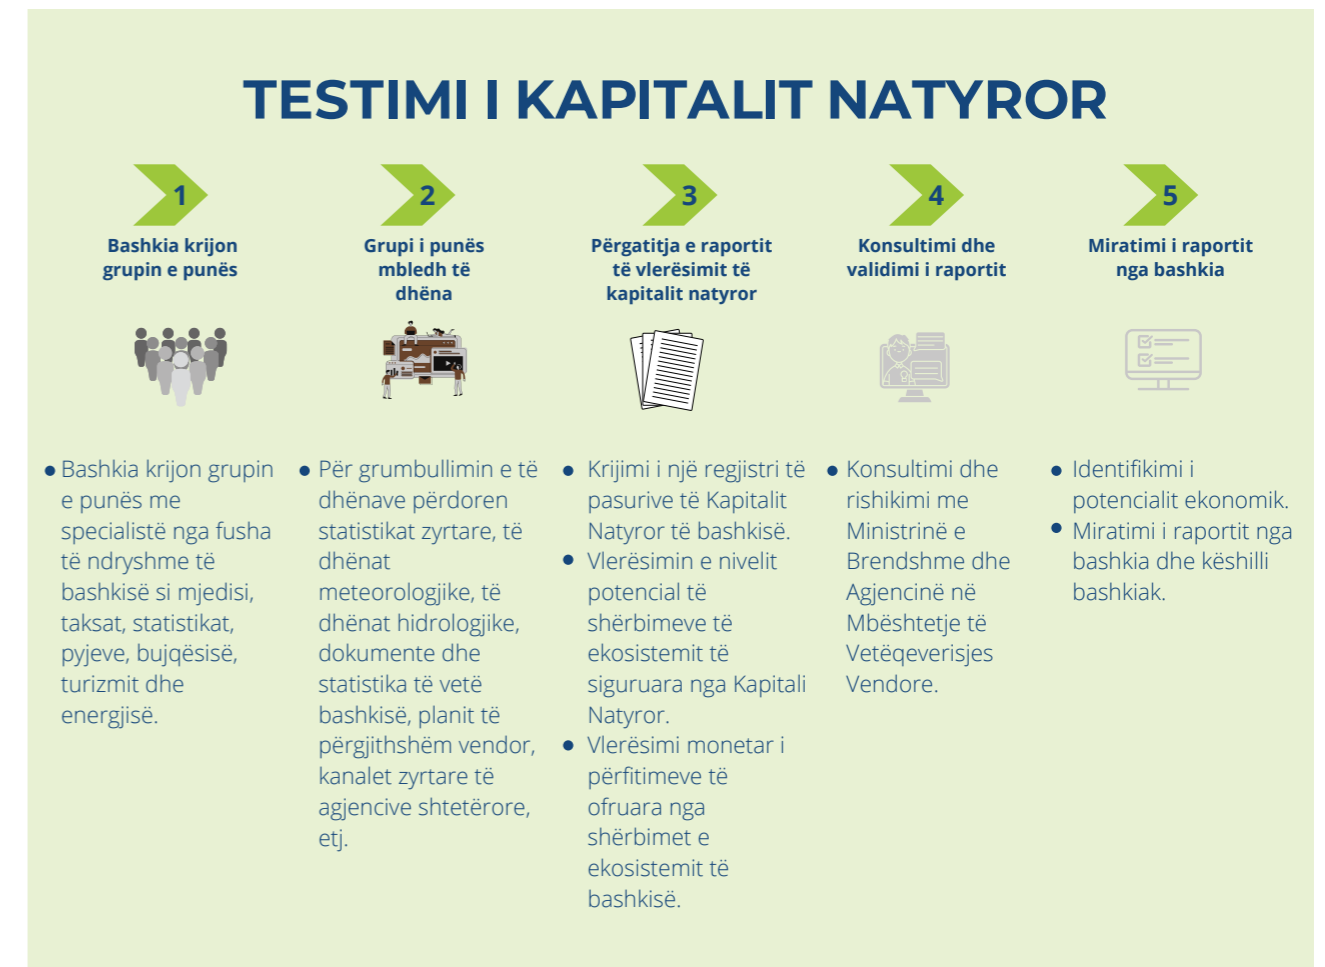 TESTIMI I KAPITALIT NATYROR
1
Bashkia krijon
grupin e punës
● Bashkia krijon grupin
e punës me
specialistë nga fusha
të ndryshme të
bashkisë si mjedisi,
taksat, statistikat,
pyjeve, bujqësisë,
turizmit dhe
energjisë.
2
Grupi i punës
mbledh të
dhëna
● Për grumbullimin e të
dhënave përdoren
statistikat zyrtare, të
dhënat
meteorologjike, të
dhënat hidrologjike,
dokumente dhe
statistika të vetë
bashkisë, planit të
përgjithshëm vendor,
kanalet zyrtare të
agjencive shtetërore,
etj.
3
Përgatitja e raportit
të vlerësimit të
kapitalit natyror
● Krijimi i një regjistri të
pasurive të Kapitalit
Natyror të bashkisë.
● Vlerësimin e nivelit
potencial të
shërbimeve të
ekosistemit të
siguruara nga Kapitali
Natyror.
● Vlerësimi monetar i
përfitimeve të
ofruara nga
shërbimet e
ekosistemit të
bashkisë.
4
Konsultimi dhe
validimi i raportit
● Konsultimi dhe
rishikimi me
Ministrinë e
Brendshme dhe
Agjencinë në
Mbështetje të
Vetëqeverisjes
Vendore.
5
Miratimi i raportit
nga bashkia
● Identifikimi i
potencialit ekonomik.
● Miratimi i raportit nga
bashkia dhe këshilli
bashkiak.